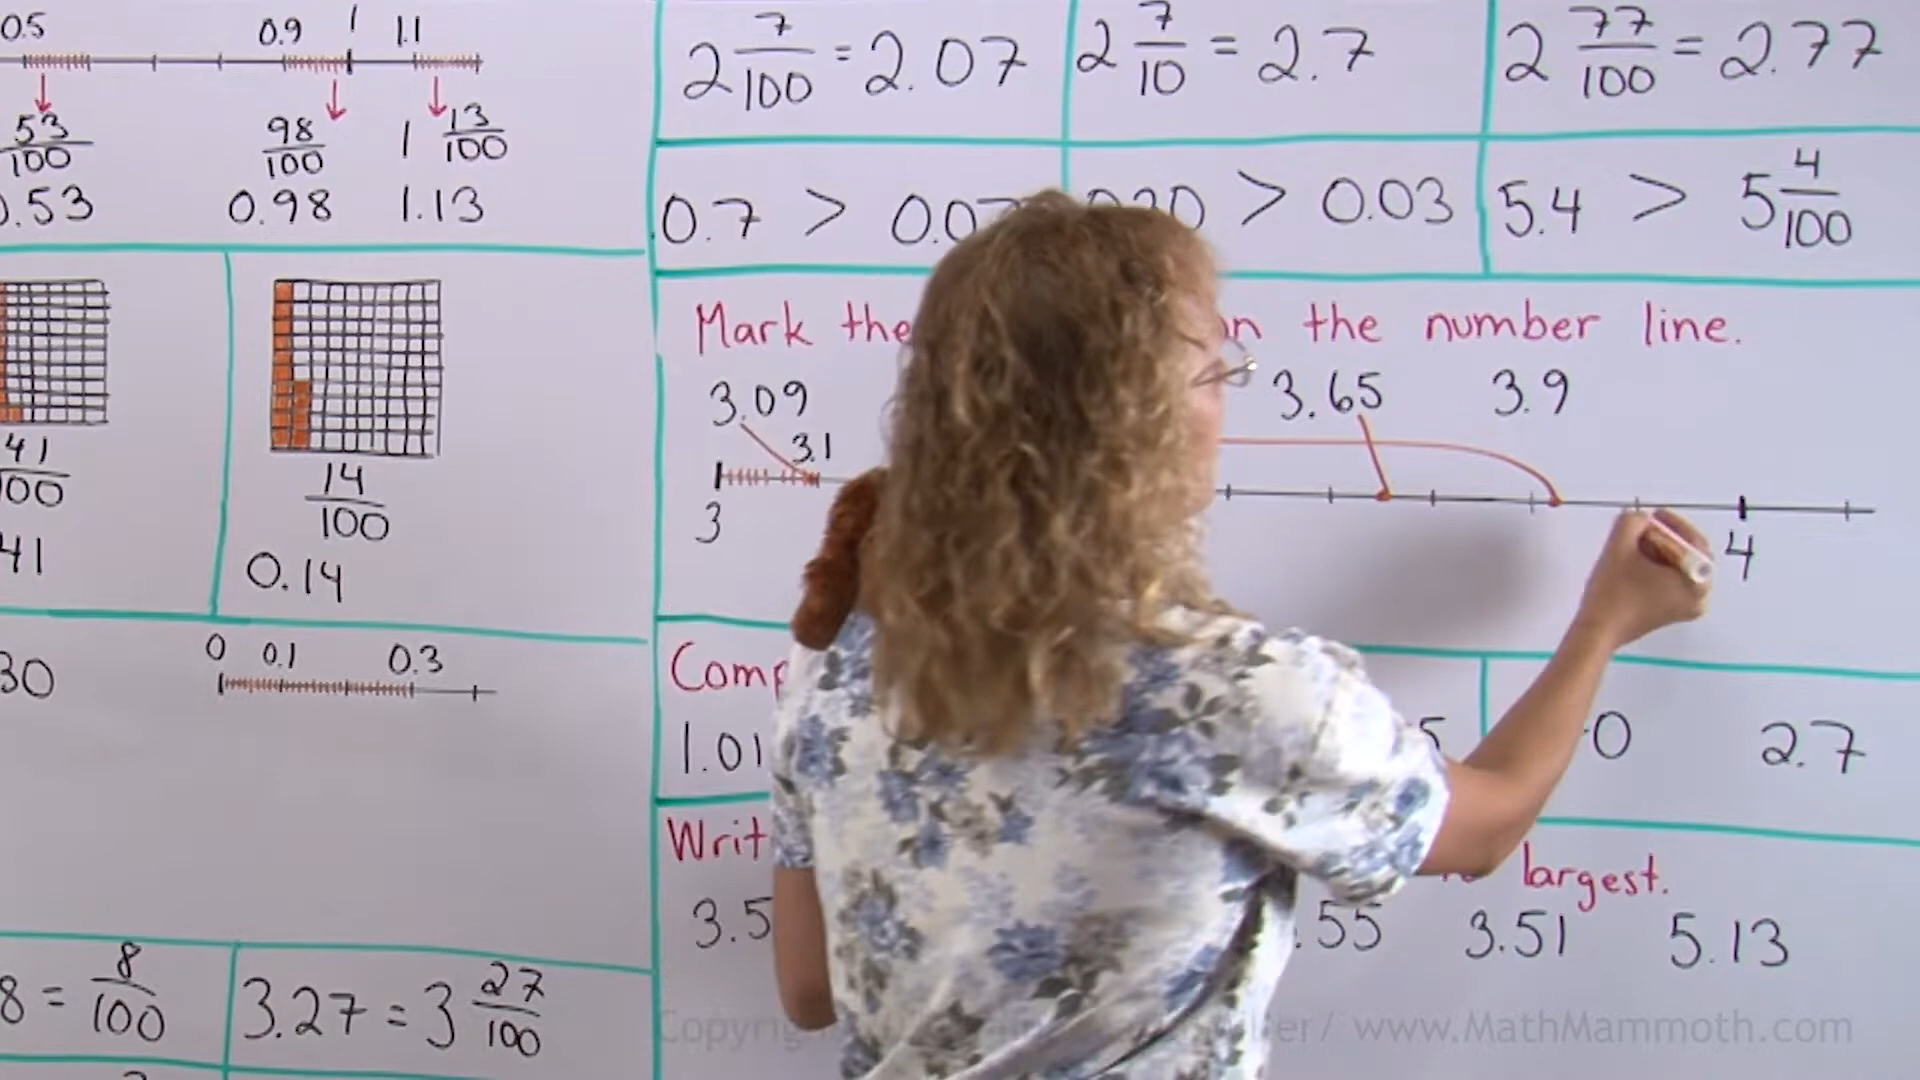 0.5 0.9 1 1.1
53/100 98/100 1 13/100
0.53 0.98 1.13
41/100 14/100
41 0.14
0 0.1 0.3
30
8 = 8/100
3.27 = 3 27/100
2 7/100 = 2.07
2 7/10 = 2.7
2 77/100 = 2.77
0.7 > 0.07
> 0.03
5.4 > 5 4/100
Mark the on the number line.
3.09 3.65 3.9
3.1
3 4
1.01
2.7
largest.
3.5 .55 3.51 5.13
Copyright / www.MathMammoth.com